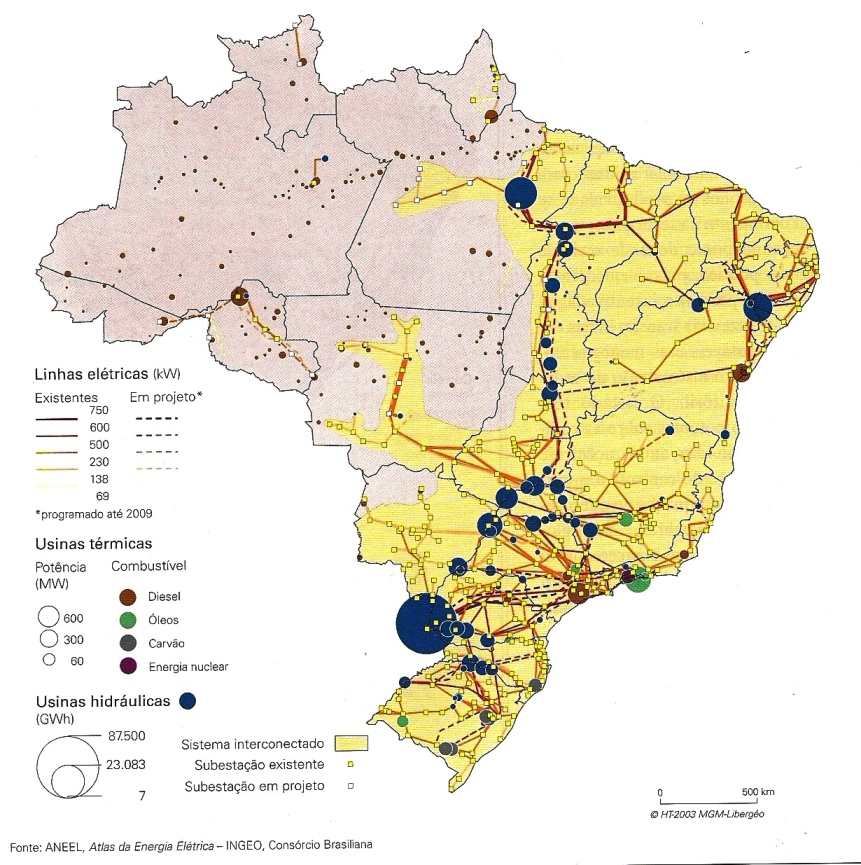 Linhas elétricas (kW)
Existentes Em projeto*
750
600
500
230
138
69
*programado até 2009
Usinas térmicas
Potência (MW)
Combustível
600
300
60
Diesel
Óleos
Carvão
Energia nuclear
Usinas hidráulicas
(GWh)
87.500
23.083
7
Sistema interconectado
Subestação existente
Subestação em projeto
0 500 km
© HT-2003 MGM-Libergéo
Fonte: ANEEL, Atlas da Energia Elétrica – INGEO, Consórcio Brasiliana